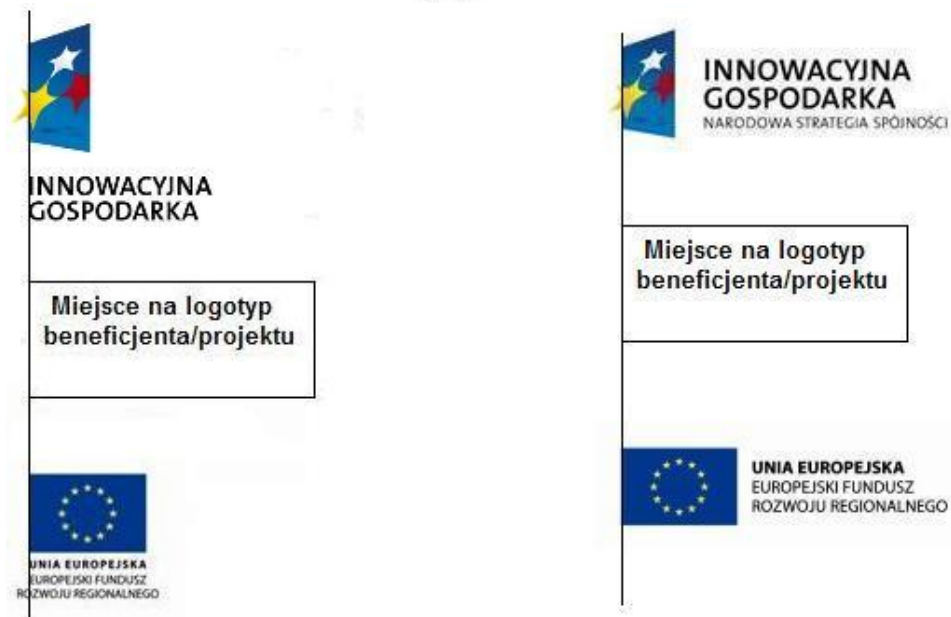 INNOWACYJNA
GOSPODARKA
Miejsce na logotyp
beneficjenta/projektu
UNIA EUROPEJSKA
EUROPEJSKI FUNDUSZ
ROZWOJU REGIONALNEGO
INNOWACYJNA
GOSPODARKA
NARODOWA STRATEGIA SPÓJNOŚCI
Miejsce na logotyp
beneficjenta/projektu
UNIA EUROPEJSKA
EUROPEJSKI FUNDUSZ
ROZWOJU REGIONALNEGO